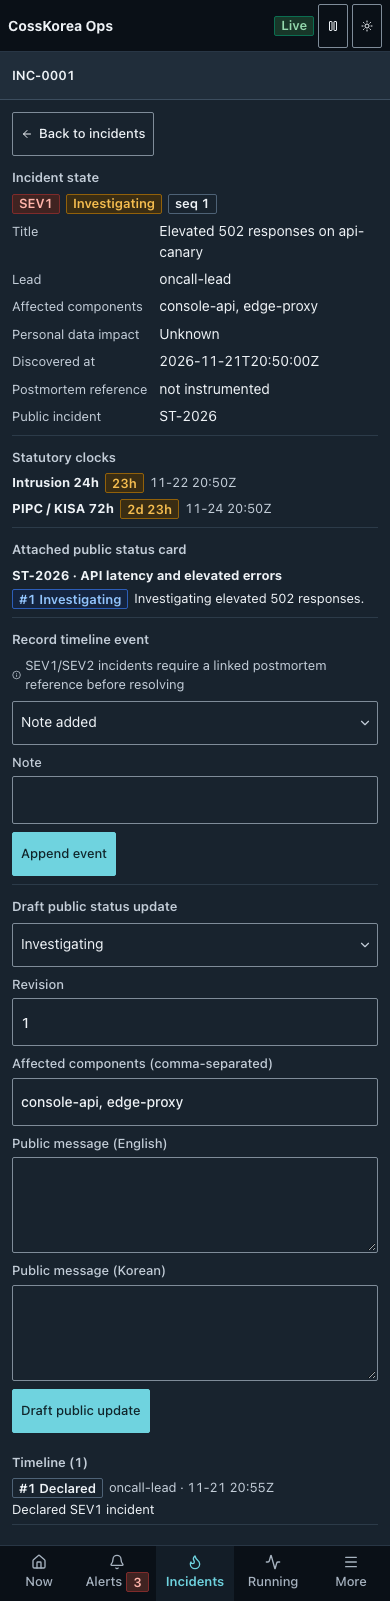 CossKorea Ops
Live
INC-0001
Back to incidents
Incident state
SEV1 Investigating seq 1
Title Elevated 502 responses on api-
canary
Lead oncall-lead
Affected components console-api, edge-proxy
Personal data impact Unknown
Discovered at 2026-11-21T20:50:00Z
Postmortem reference not instrumented
Public incident ST-2026
Statutory clocks
Intrusion 24h 23h 11-22 20:50Z
PIPC / KISA 72h 2d 23h 11-24 20:50Z
Attached public status card
ST-2026 · API latency and elevated errors
#1 Investigating Investigating elevated 502 responses.
Record timeline event
SEV1/SEV2 incidents require a linked postmortem
reference before resolving
Note added
Note
Append event
Draft public status update
Investigating
Revision
1
Affected components (comma-separated)
console-api, edge-proxy
Public message (English)
Public message (Korean)
Draft public update
Timeline (1)
#1 Declared oncall-lead · 11-21 20:55Z
Declared SEV1 incident
Now Alerts 3 Incidents Running More